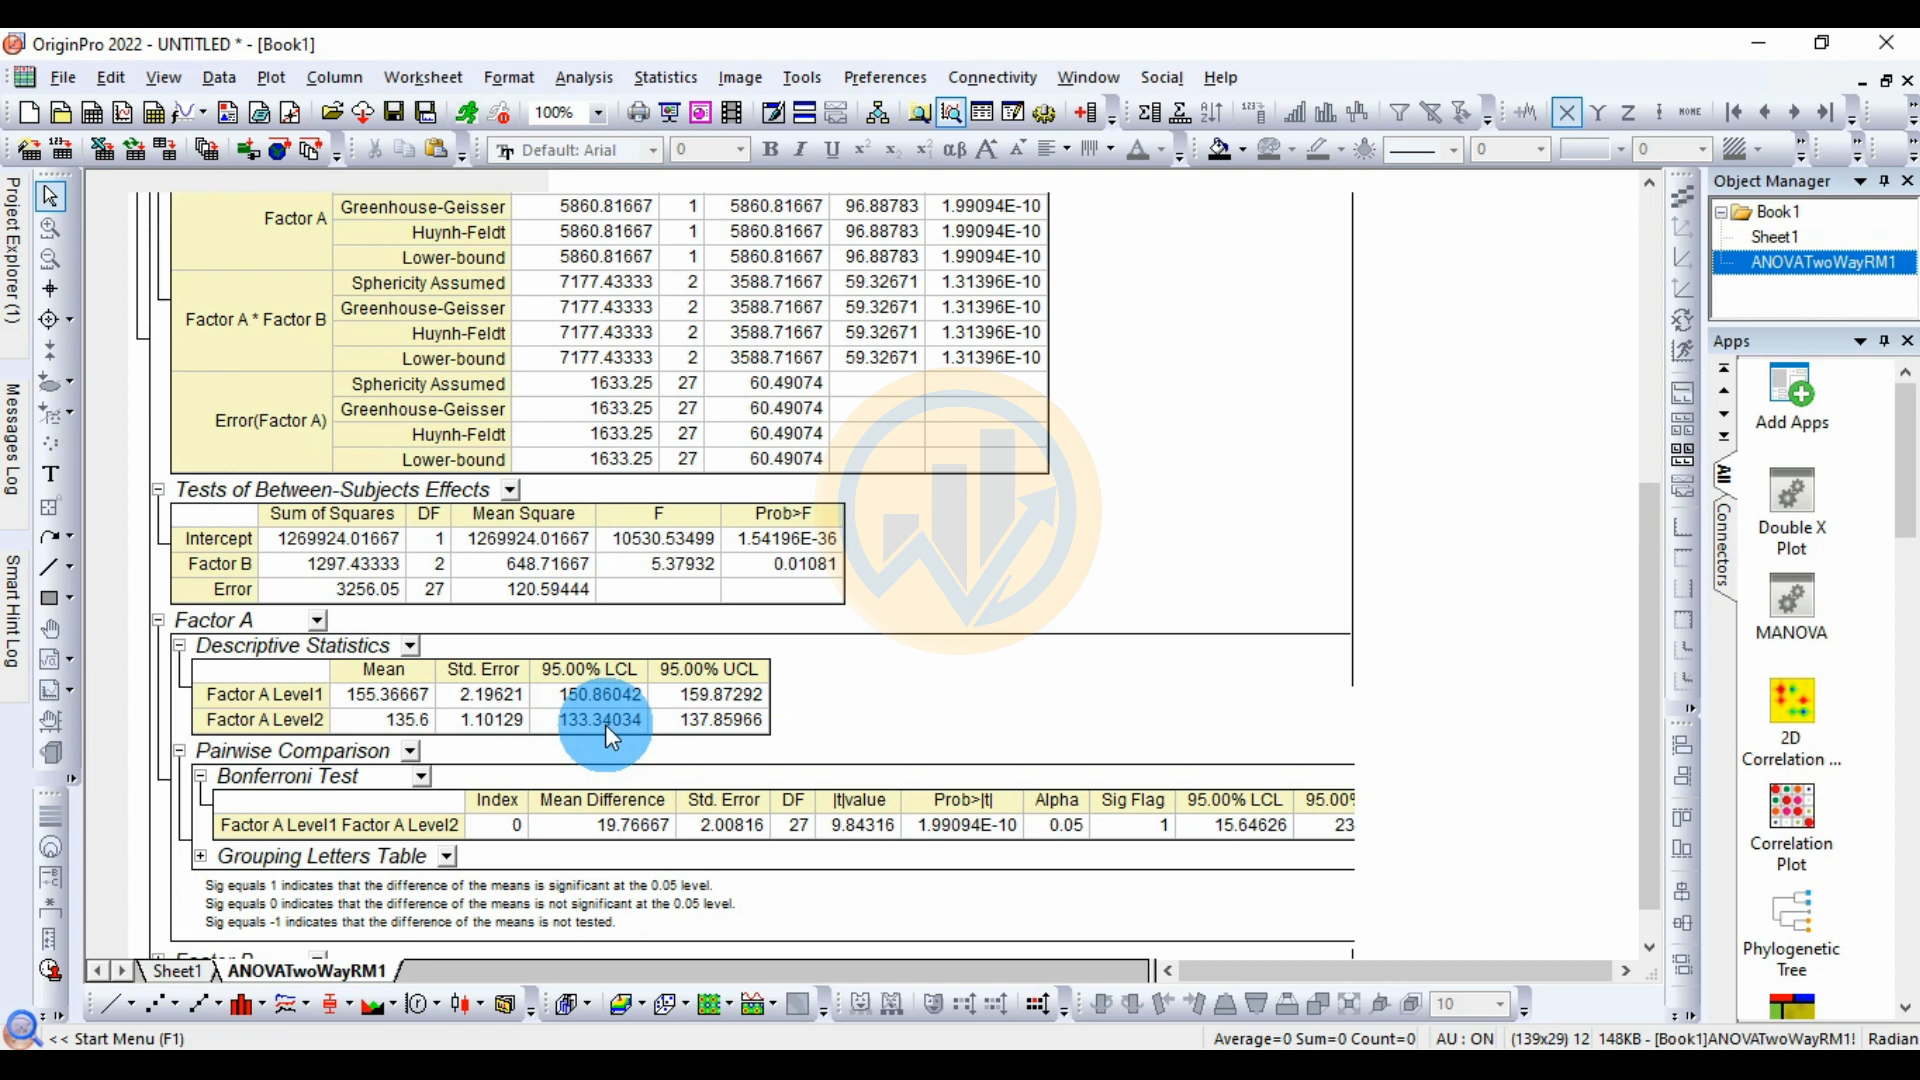 OriginPro 2022 - UNTITLED * - [Book1]
File Edit View Data Plot Column Worksheet Format Analysis Statistics Image Tools Preferences Connectivity Window Social Help
100%
X Y Z HOME
Default: Arial 0 B I U αβ A A 0 0
Project Explorer (1)
Messages Log
Smart Hint Log
Factor A Greenhouse-Geisser 5860.81667 1 5860.81667 96.88783 1.99094E-10
Huynh-Feldt 5860.81667 1 5860.81667 96.88783 1.99094E-10
Lower-bound 5860.81667 1 5860.81667 96.88783 1.99094E-10
Factor A * Factor B Sphericity Assumed 7177.43333 2 3588.71667 59.32671 1.31396E-10
Greenhouse-Geisser 7177.43333 2 3588.71667 59.32671 1.31396E-10
Huynh-Feldt 7177.43333 2 3588.71667 59.32671 1.31396E-10
Lower-bound 7177.43333 2 3588.71667 59.32671 1.31396E-10
Error(Factor A) Sphericity Assumed 1633.25 27 60.49074
Greenhouse-Geisser 1633.25 27 60.49074
Huynh-Feldt 1633.25 27 60.49074
Lower-bound 1633.25 27 60.49074
Tests of Between-Subjects Effects
Sum of Squares DF Mean Square F Prob>F
Intercept 1269924.01667 1 1269924.01667 10530.53499 1.54196E-36
Factor B 1297.43333 2 648.71667 5.37932 0.01081
Error 3256.05 27 120.59444
Factor A
Descriptive Statistics
Mean Std. Error 95.00% LCL 95.00% UCL
Factor A Level1 155.36667 2.19621 150.86042 159.87292
Factor A Level2 135.6 1.10129 133.34034 137.85966
Pairwise Comparison
Bonferroni Test
Index Mean Difference Std. Error DF |t|value Prob>|t| Alpha Sig Flag 95.00% LCL 95.00%
Factor A Level1 Factor A Level2 0 19.76667 2.00816 27 9.84316 1.99094E-10 0.05 1 15.64626 23
Grouping Letters Table
Sig equals 1 indicates that the difference of the means is significant at the 0.05 level.
Sig equals 0 indicates that the difference of the means is not significant at the 0.05 level.
Sig equals -1 indicates that the difference of the means is not tested.
Sheet1 ANOVATwoWayRM1
Object Manager
Book1
Sheet1
ANOVATwoWayRM1
Apps
All
Connectors
Add Apps
Double X
Plot
MANOVA
2D
Correlation ...
Correlation
Plot
Phylogenetic
Tree
10
<< Start Menu (F1) Average=0 Sum=0 Count=0 AU : ON (139x29) 12 148KB - [Book1]ANOVATwoWayRM1! Radian